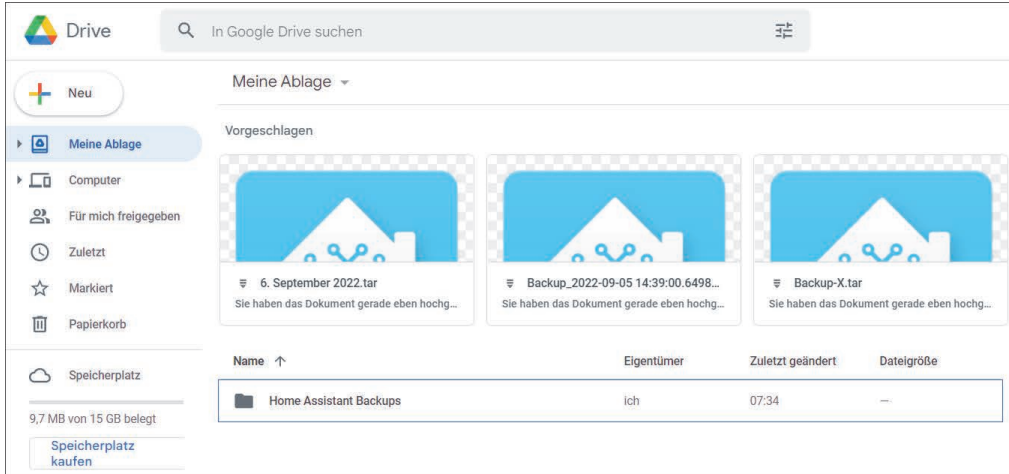 Drive
In Google Drive suchen
Neu
Meine Ablage
Computer
Für mich freigegeben
Zuletzt
Markiert
Papierkorb
Speicherplatz
9,7 MB von 15 GB belegt
Speicherplatz
kaufen
Meine Ablage
Vorgeschlagen
6. September 2022.tar
Sie haben das Dokument gerade eben hochg...
Backup_2022-09-05 14:39:00.6498...
Sie haben das Dokument gerade eben hochg...
Backup-X.tar
Sie haben das Dokument gerade eben hochg...
Name Eigentümer Zuletzt geändert Dateigröße
Home Assistant Backups ich 07:34 —